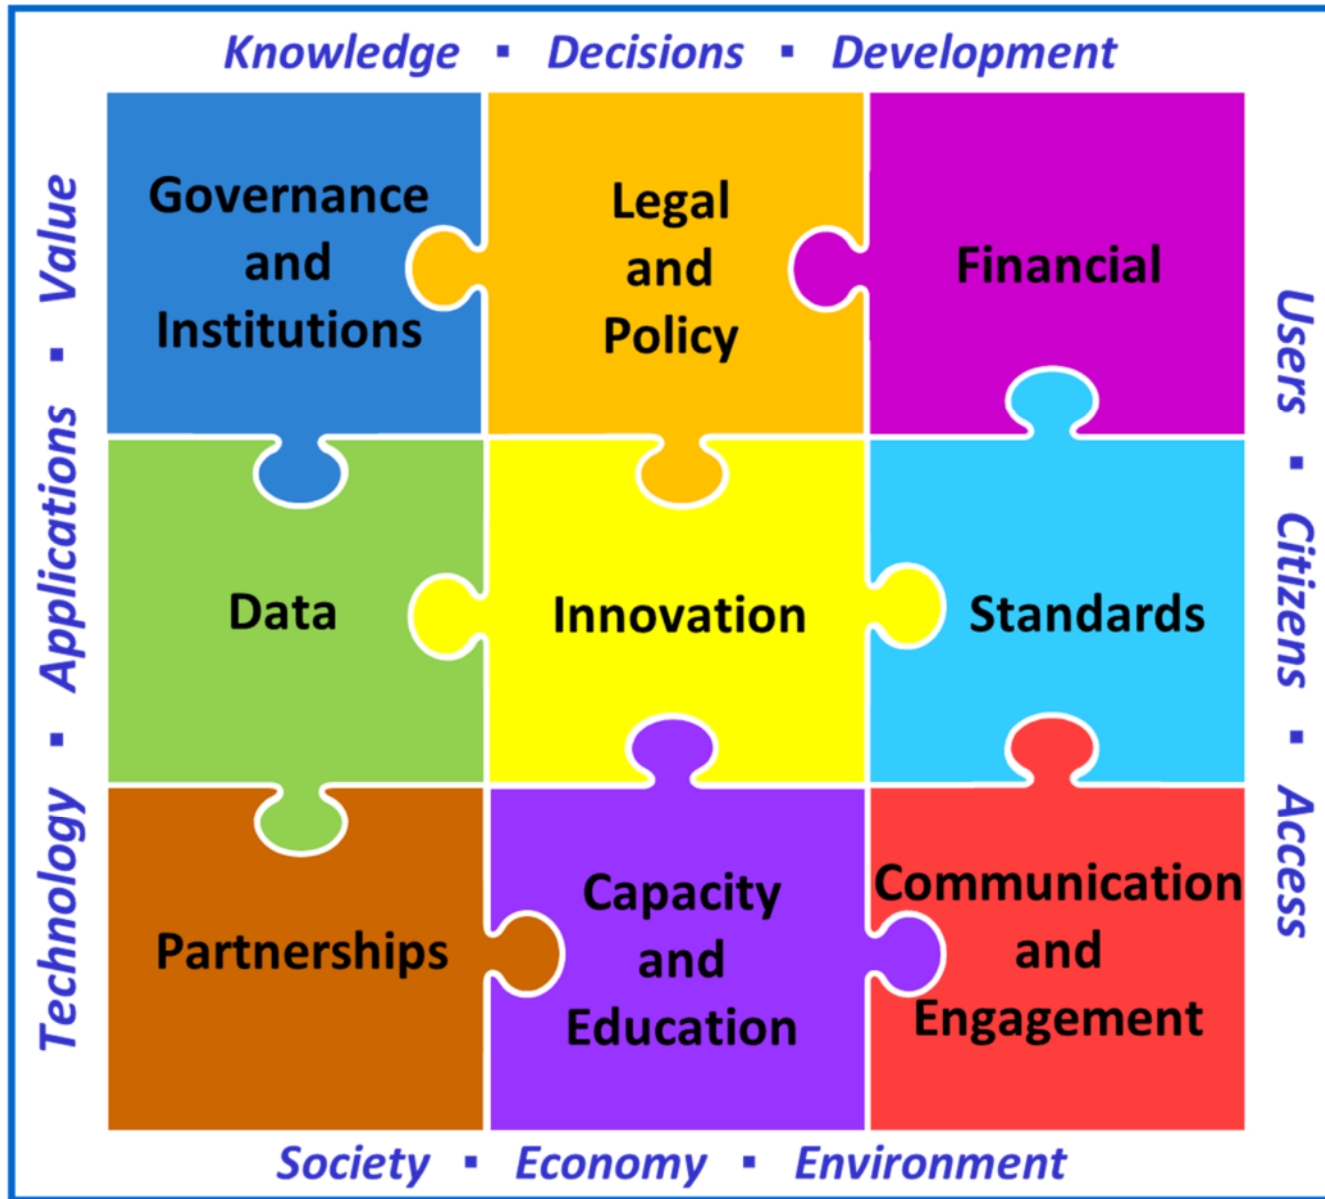 Knowledge ▪ Decisions ▪ Development
Technology ▪ Applications ▪ Value
Governance
and
Institutions
Legal
and
Policy
Financial
Data
Innovation
Standards
Partnerships
Capacity
and
Education
Communication
and
Engagement
Users ▪ Citizens ▪ Access
Society ▪ Economy ▪ Environment